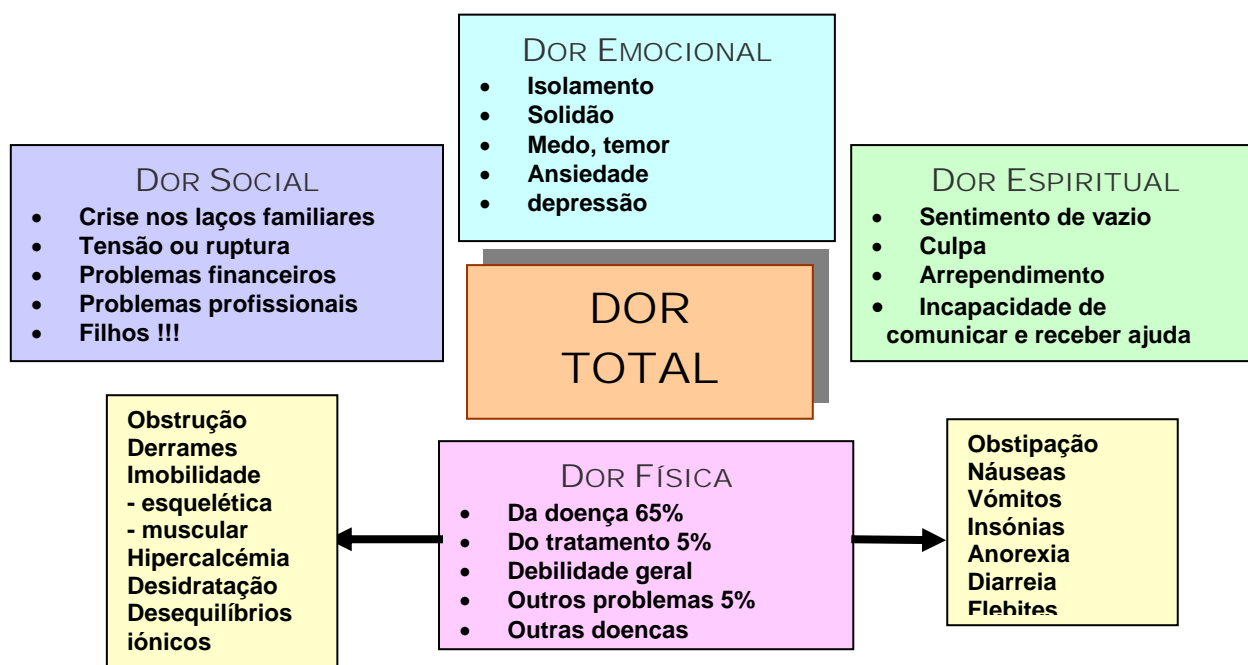 DOR EMOCIONAL
• Isolamento
• Solidão
• Medo, temor
• Ansiedade
• depressão
DOR SOCIAL
• Crise nos laços familiares
• Tensão ou ruptura
• Problemas financeiros
• Problemas profissionais
• Filhos !!!
DOR ESPIRITUAL
• Sentimento de vazio
• Culpa
• Arrependimento
• Incapacidade de
comunicar e receber ajuda
DOR
TOTAL
Obstrução
Derrames
Imobilidade
- esquelética
- muscular
Hipercalcémia
Desidratação
Desequilíbrios
iónicos
DOR FÍSICA
• Da doença 65%
• Do tratamento 5%
• Debilidade geral
• Outros problemas 5%
• Outras doenças
Obstipação
Náuseas
Vómitos
Insónias
Anorexia
Diarreia
Flebites